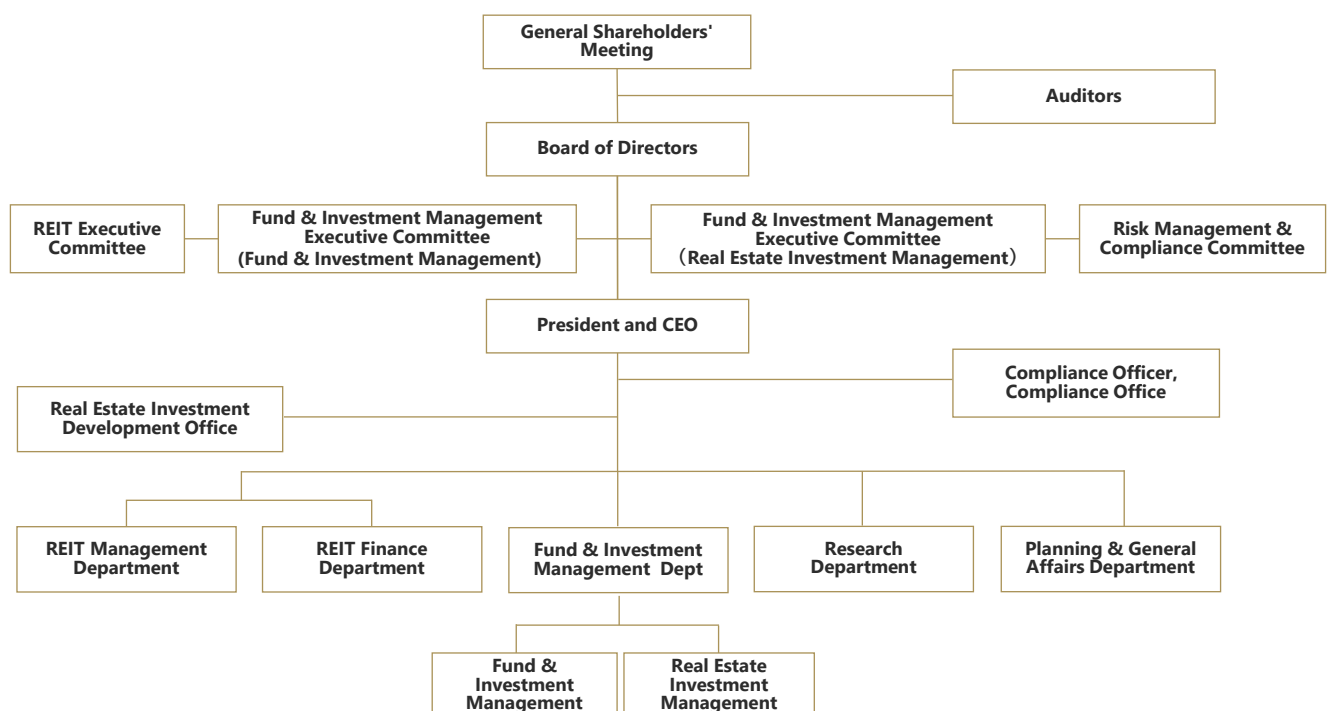 General Shareholders'
Meeting
Auditors
Board of Directors
REIT Executive
Committee
Fund & Investment Management
Executive Committee
(Fund & Investment Management)
Fund & Investment Management
Executive Committee
（Real Estate Investment Management）
Risk Management &
Compliance Committee
President and CEO
Compliance Officer,
Compliance Office
Real Estate Investment
Development Office
REIT Management
Department
REIT Finance
Department
Fund & Investment
Management Dept
Research
Department
Planning & General
Affairs Department
Fund &
Investment
Management
Real Estate
Investment
Management